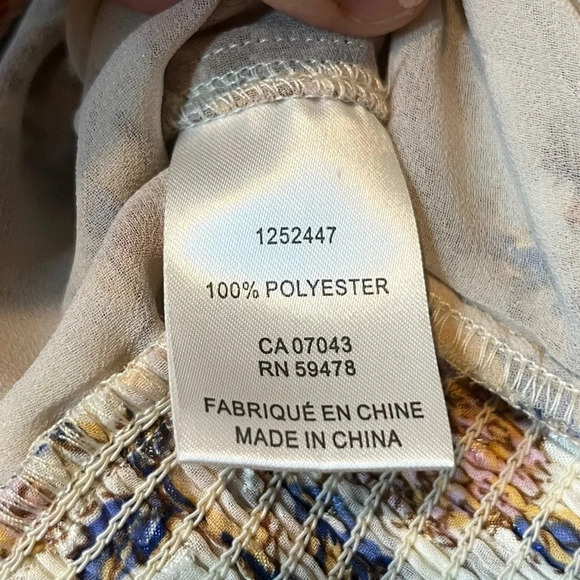 1252447
100% POLYESTER
CA 07043
RN 59478
FABRIQUÉ EN CHINE
MADE IN CHINA